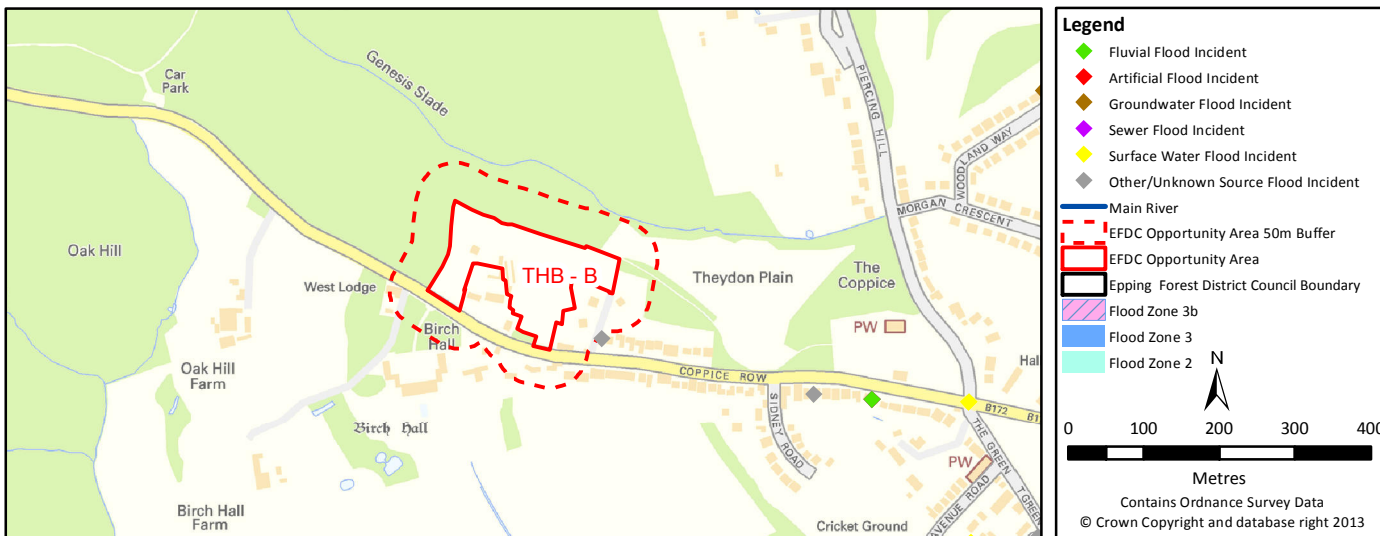 Car
Park
Genesis Slade
PIERCING HILL
WOODLAND WAY
MORGAN CRESCENT
Oak Hill
West Lodge
THB - B
Theydon Plain
The
Coppice
PW
Birch
Hall
Oak Hill
Farm
COPPICE ROW
Hal
B172
B1
SIDNEY ROAD
THE GREEN
T'GREEN
Birch Hall
PW
AVENUE ROAD
Birch Hall
Farm
Cricket Ground
Legend
Fluvial Flood Incident
Artificial Flood Incident
Groundwater Flood Incident
Sewer Flood Incident
Surface Water Flood Incident
Other/Unknown Source Flood Incident
Main River
EFDC Opportunity Area 50m Buffer
EFDC Opportunity Area
Epping Forest District Council Boundary
Flood Zone 3b
Flood Zone 3
Flood Zone 2
N
0 100 200 300 400
Metres
Contains Ordnance Survey Data
© Crown Copyright and database right 2013